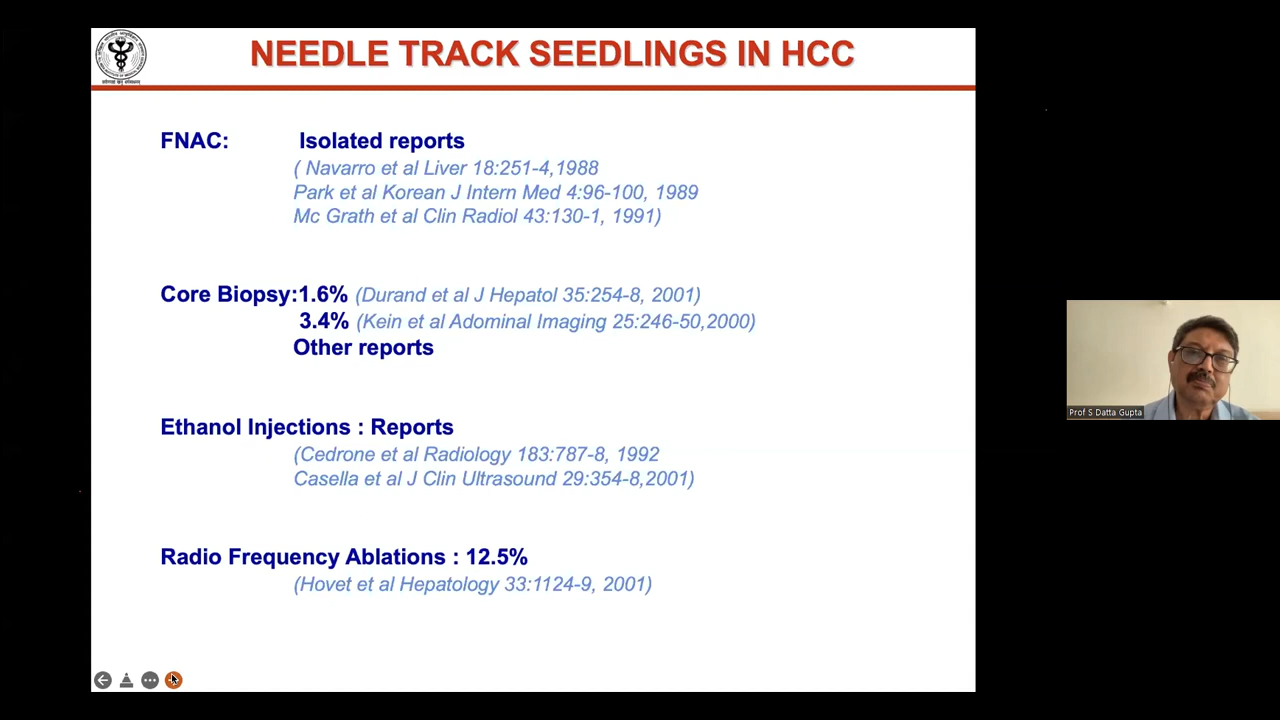 NEEDLE TRACK SEEDLINGS IN HCC
FNAC: Isolated reports
( Navarro et al Liver 18:251-4,1988
Park et al Korean J Intern Med 4:96-100, 1989
Mc Grath et al Clin Radiol 43:130-1, 1991)
Core Biopsy:1.6% (Durand et al J Hepatol 35:254-8, 2001)
3.4% (Kein et al Adominal Imaging 25:246-50,2000)
Other reports
Ethanol Injections : Reports
(Cedrone et al Radiology 183:787-8, 1992
Casella et al J Clin Ultrasound 29:354-8,2001)
Radio Frequency Ablations : 12.5%
(Hovet et al Hepatology 33:1124-9, 2001)
Prof S Datta Gupta